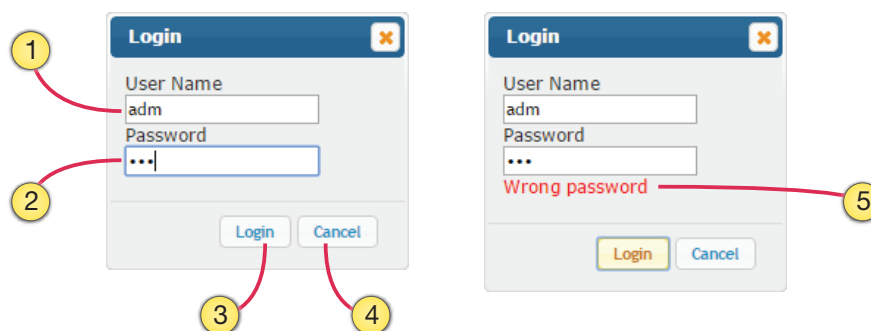 Login
1
User Name
adm
Password
•••
2
Login
Cancel
3
4
Login
User Name
adm
Password
•••
Wrong password
5
Login
Cancel